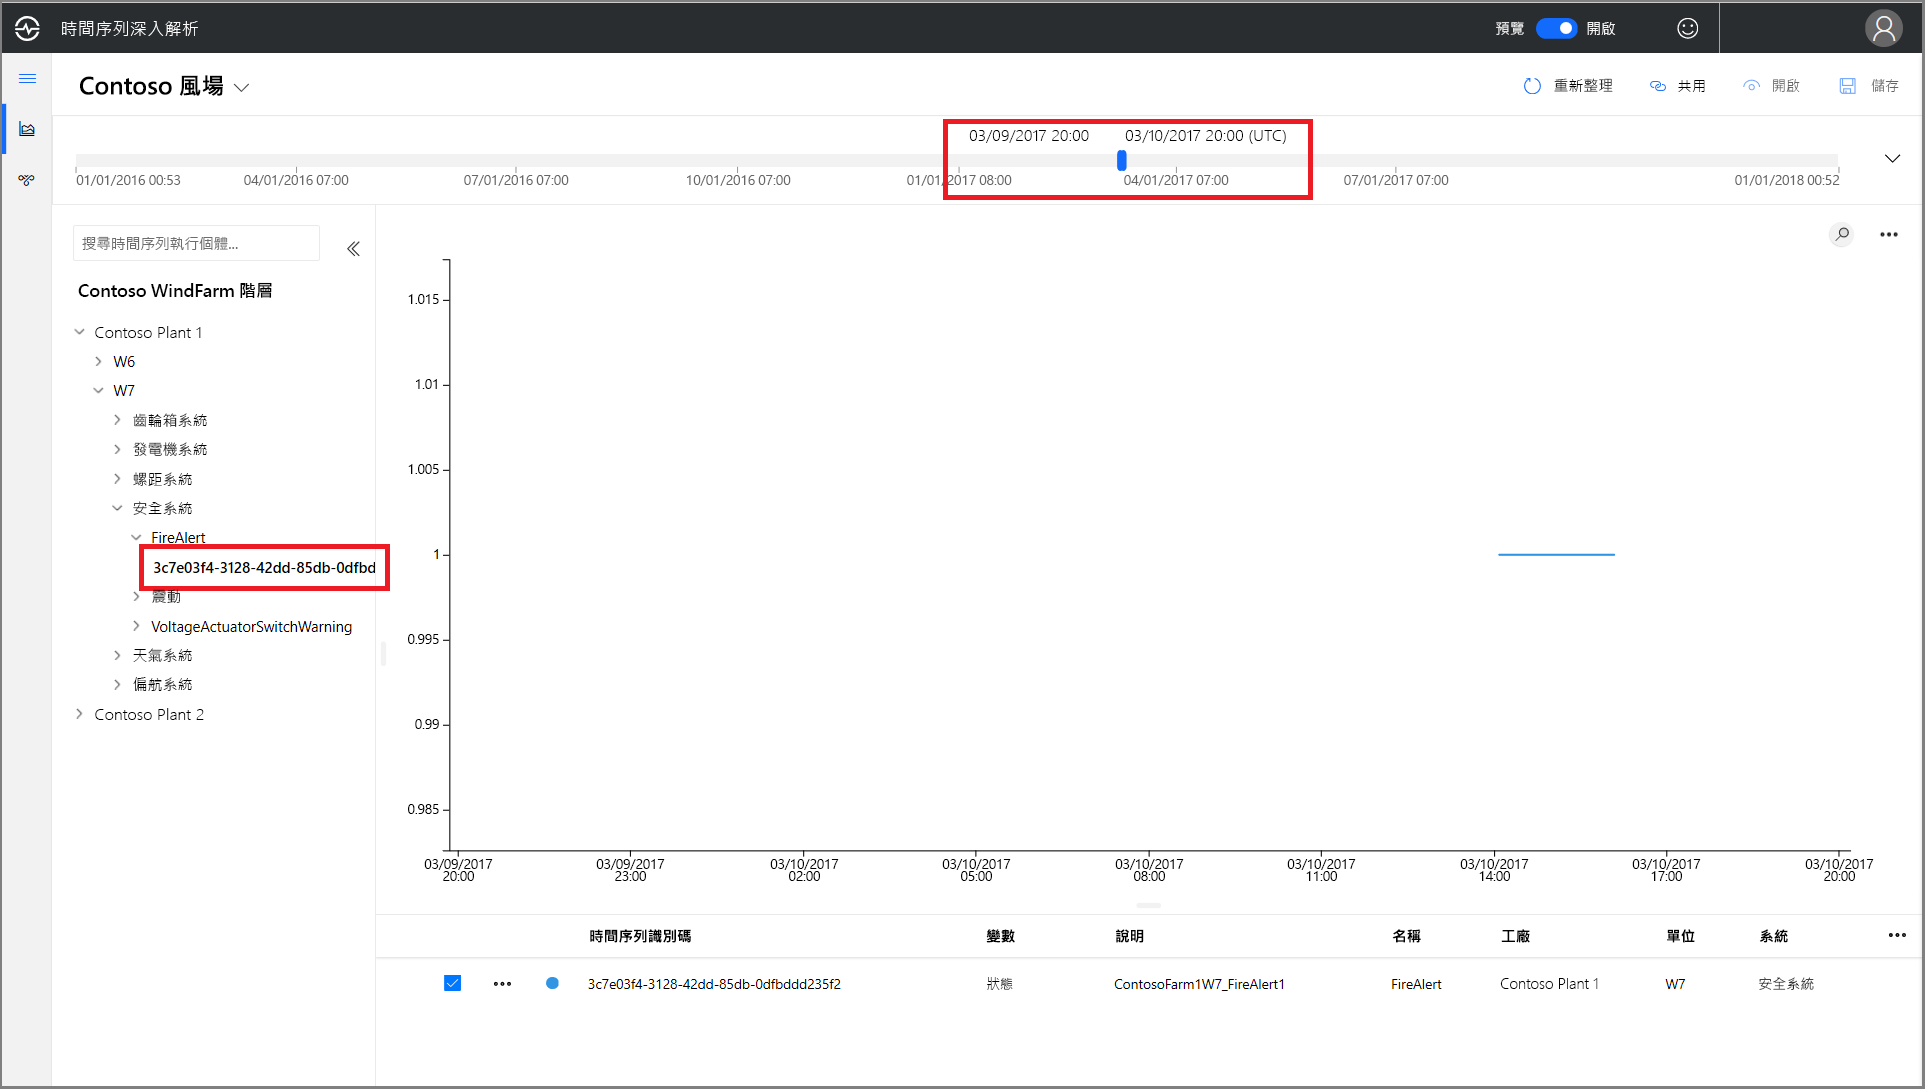 時間序列深入解析
預覽 開啟
Contoso 風場
重新整理 共用 開啟 儲存
03/09/2017 20:00 03/10/2017 20:00 (UTC)
01/01/2016 00:53 04/01/2016 07:00 07/01/2016 07:00 10/01/2016 07:00 01/01/2017 08:00 04/01/2017 07:00 07/01/2017 07:00 01/01/2018 00:52
搜尋時間序列執行個體...
Contoso WindFarm 階層
Contoso Plant 1
W6
W7
齒輪箱系統
發電機系統
螺距系統
安全系統
FireAlert
3c7e03f4-3128-42dd-85db-0dfbd
震動
VoltageActuatorSwitchWarning
天氣系統
偏航系統
Contoso Plant 2
1.015
1.01
1.005
1
0.995
0.99
0.985
03/09/2017 03/09/2017 03/10/2017 03/10/2017 03/10/2017 03/10/2017 03/10/2017 03/10/2017 03/10/2017
20:00 23:00 02:00 05:00 08:00 11:00 14:00 17:00 20:00
時間序列識別碼 變數 說明 名稱 工廠 單位 系統
3c7e03f4-3128-42dd-85db-0dfbddd235f2 狀態 ContosoFarm1W7_FireAlert1 FireAlert Contoso Plant 1 W7 安全系統